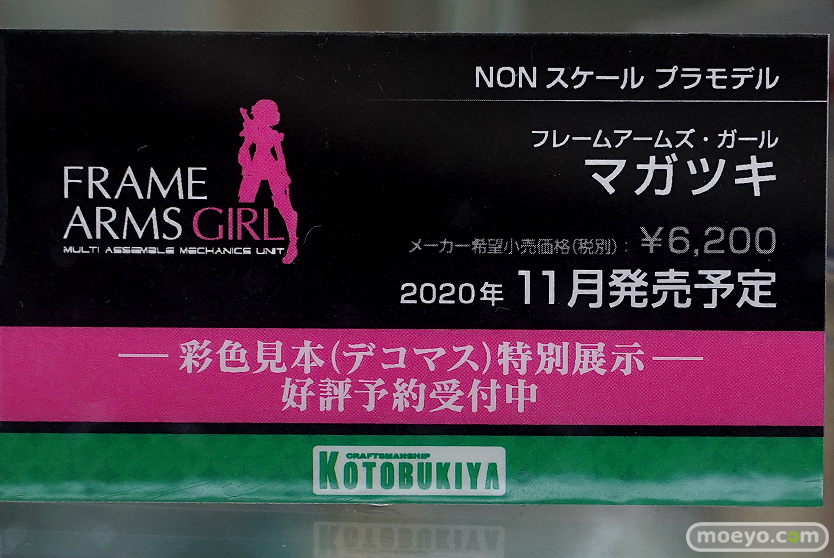 NON スケール プラモデル
フレームアームズ・ガール
マガツキ
FRAME
ARMS GIRL
MULTI ASSEMBLE MECHANICS UNIT
メーカー希望小売価格(税別)： ¥6,200
2020年 11月発売予定
― 彩色見本(デコマス)特別展示 ―
好評予約受付中
CRAFTSMANSHIP
KOTOBUKIYA
moeyo.com